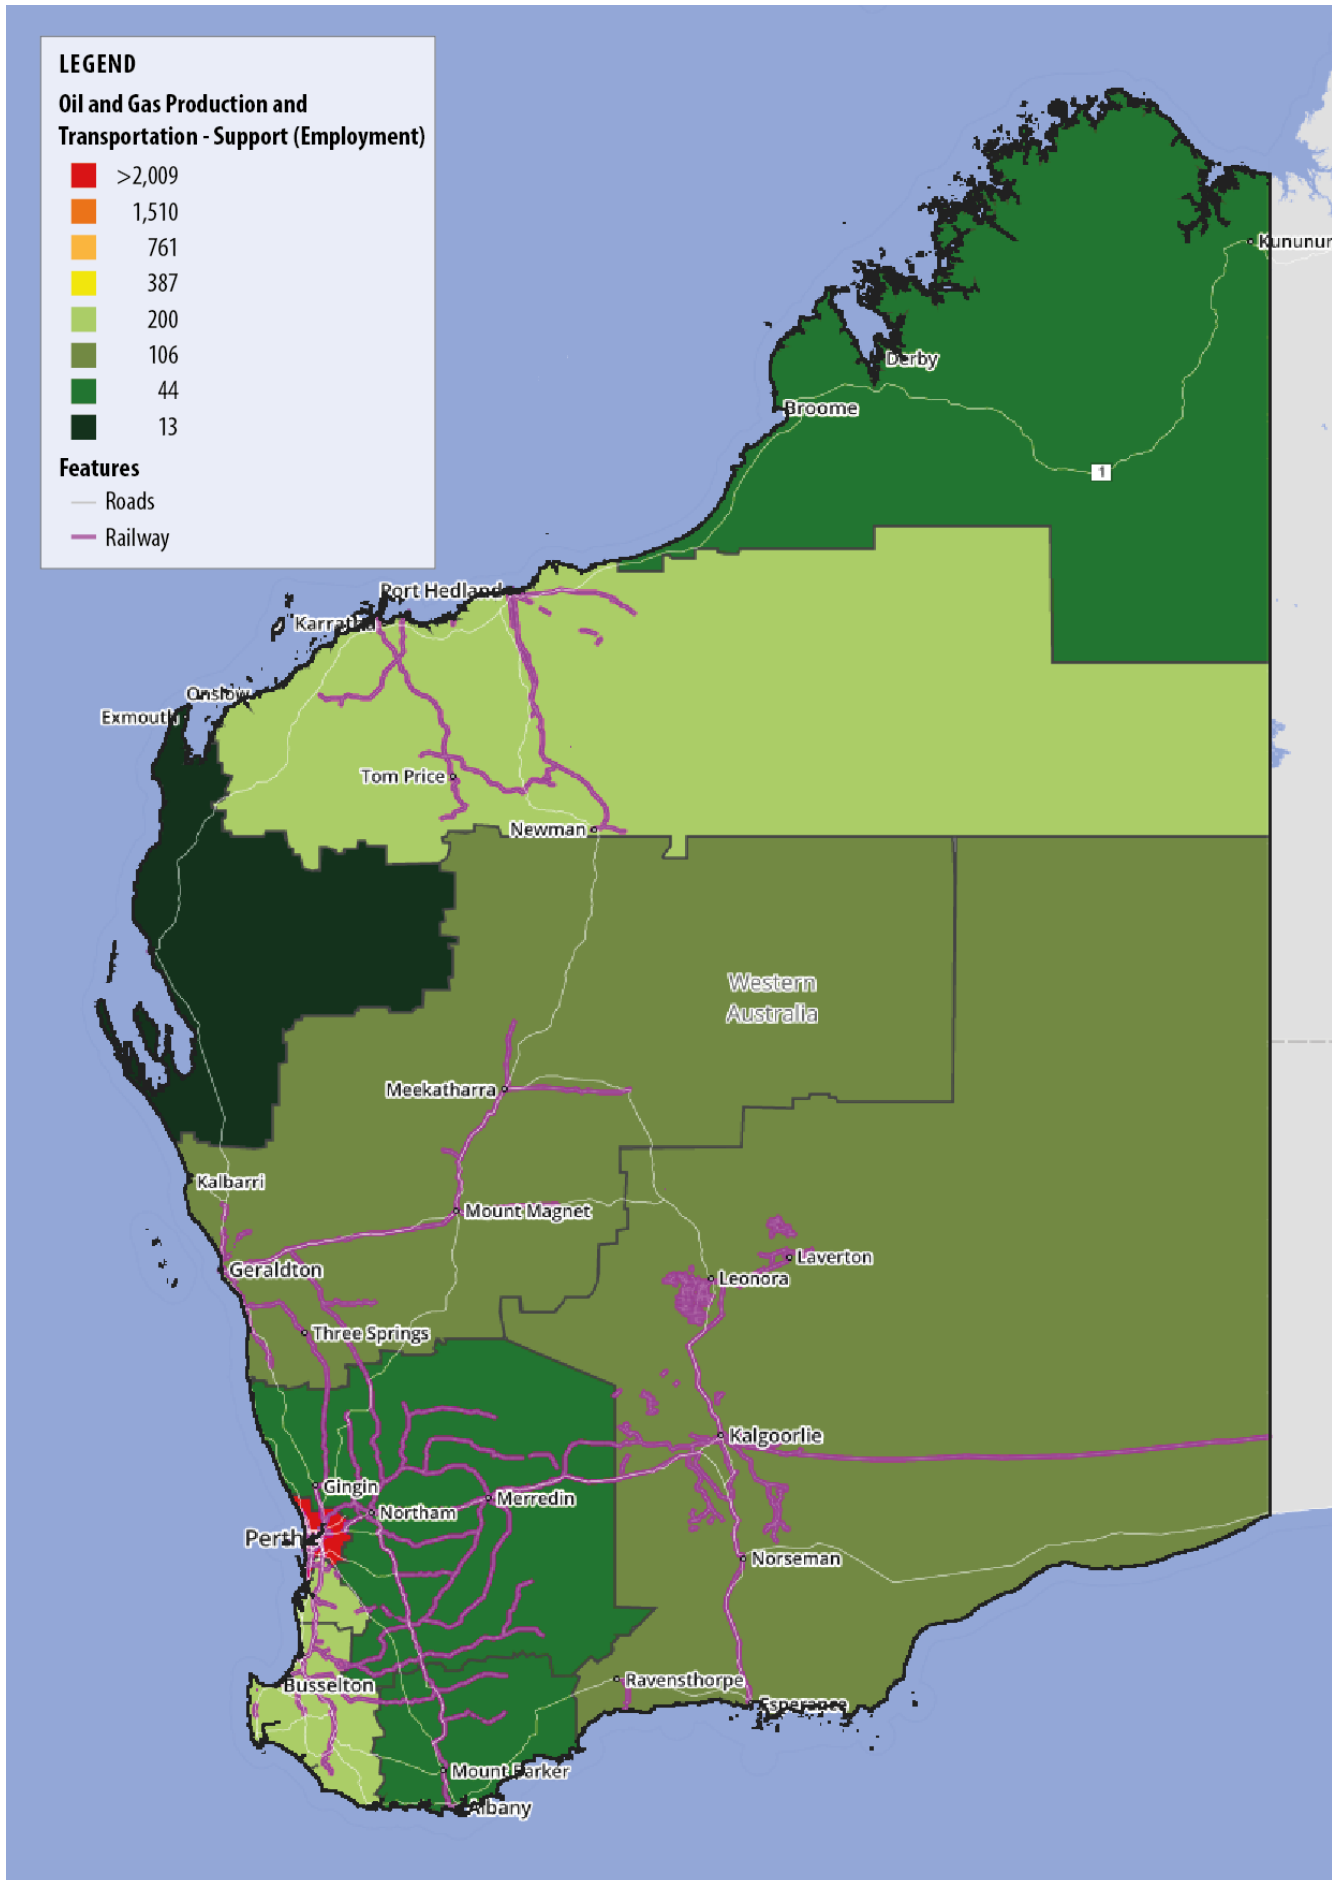 LEGEND
Oil and Gas Production and
Transportation - Support (Employment)
>2,009
1,510
761
387
200
106
44
13
Features
Roads
Railway
Kununur
Derby
Broome
1
Port Hedland
Karratha
Onslow
Exmouth
Tom Price
Newman
Western
Australia
Meekatharra
Kalbarri
Mount Magnet
Laverton
Geraldton
Leonora
Three Springs
Kalgoorlie
Gingin
Merredin
Northam
Perth
Norseman
Ravensthorpe
Busselton
Esperance
Mount Barker
Albany